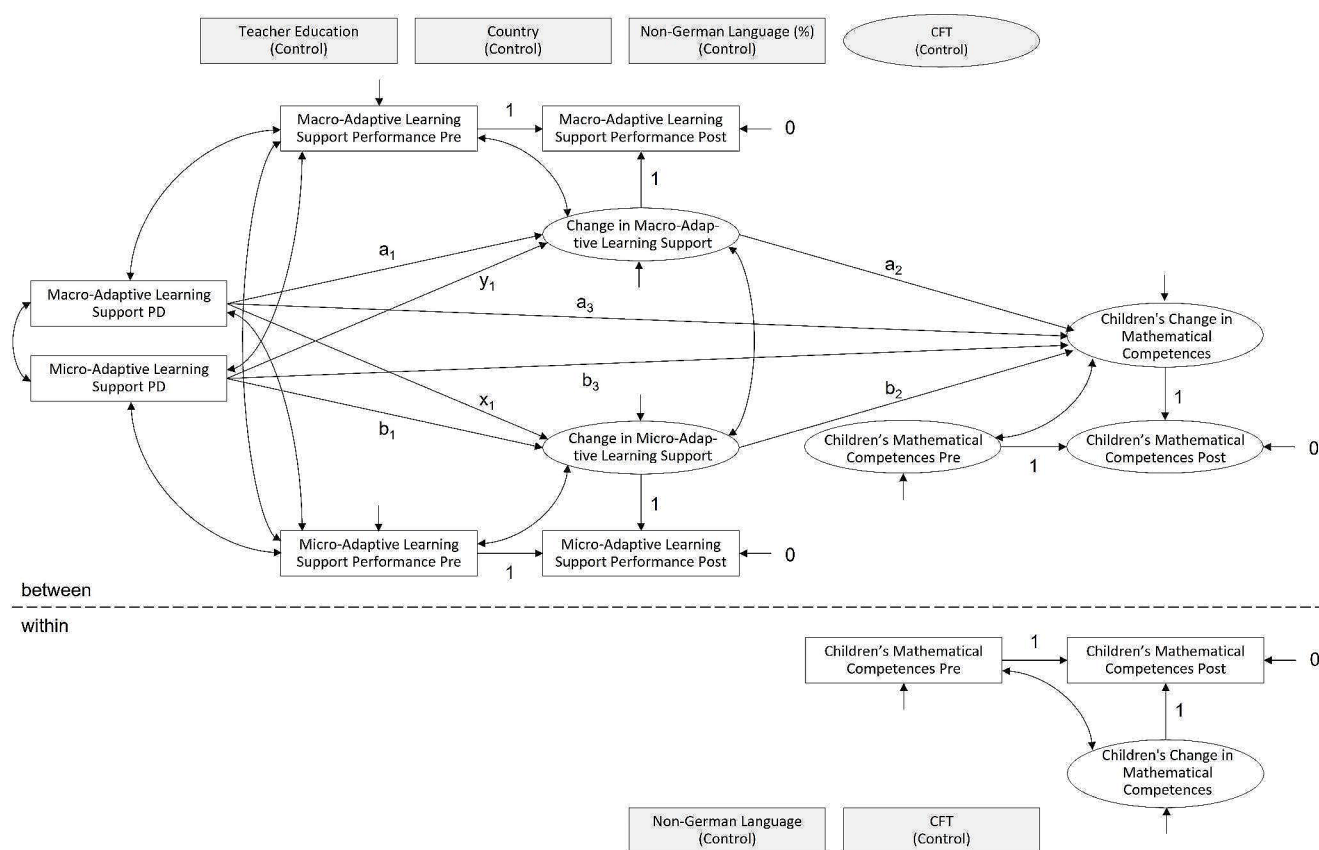 Teacher Education
(Control)
Country
(Control)
Non-German Language (%)
(Control)
CFT
(Control)
Macro-Adaptive Learning
Support Performance Pre
1
Macro-Adaptive Learning
Support Performance Post
0
1
Change in Macro-Adap-
tive Learning Support
a1
y1
a2
Macro-Adaptive Learning
Support PD
a3
Children's Change in
Mathematical
Competences
Micro-Adaptive Learning
Support PD
b3
x1
b1
b2
1
Change in Micro-Adap-
tive Learning Support
Children's Mathematical
Competences Pre
1
Children's Mathematical
Competences Post
0
1
Micro-Adaptive Learning
Support Performance Pre
1
Micro-Adaptive Learning
Support Performance Post
0
between
within
Children's Mathematical
Competences Pre
1
Children's Mathematical
Competences Post
0
1
Children's Change in
Mathematical
Competences
Non-German Language
(Control)
CFT
(Control)